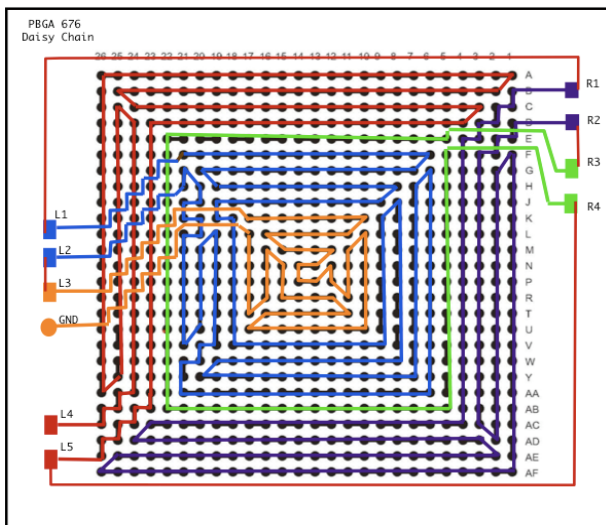 PBGA 676
Daisy Chain
26 25 24 23 22 21 20 19 18 17 16 15 14 13 12 11 10 9 8 7 6 5 4 3 2 1
A
B
R1
C
D
R2
E
F
R3
G
H
J
R4
L1
K
L
L2
M
N
L3
P
R
GND
T
U
V
W
Y
AA
AB
L4
AC
AD
L5
AE
AF